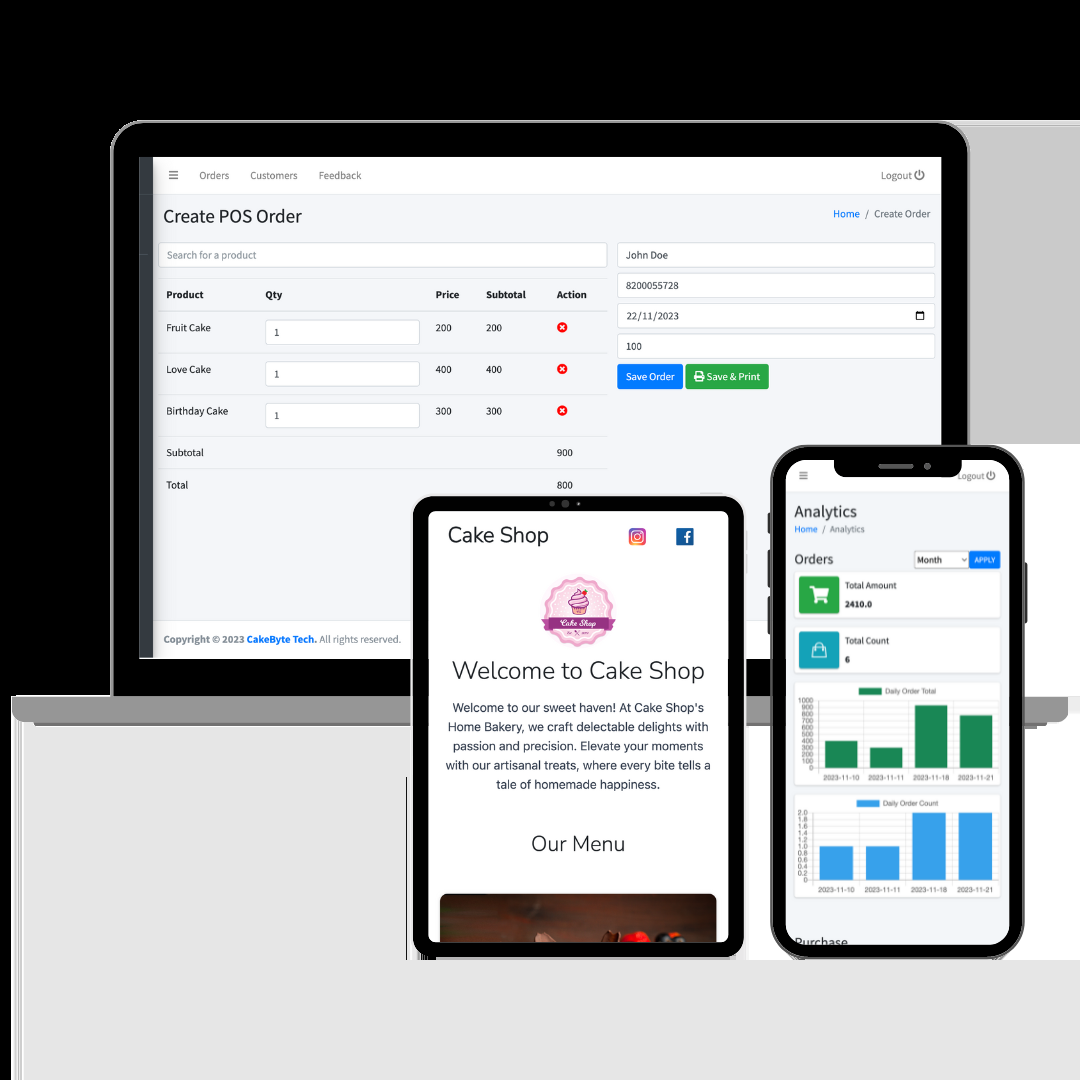 Orders Customers Feedback Logout
Create POS Order
Home / Create Order
Search for a product
Product Qty Price Subtotal Action
Fruit Cake 1 200 200
Love Cake 1 400 400
Birthday Cake 1 300 300
Subtotal 900
Total 800
John Doe
8200055728
22/11/2023
100
Save Order Save & Print
Copyright © 2023 CakeByte Tech. All rights reserved.
Cake Shop
Cake Shop
Welcome to Cake Shop
Welcome to our sweet haven! At Cake Shop's
Home Bakery, we craft delectable delights with
passion and precision. Elevate your moments
with our artisanal treats, where every bite tells a
tale of homemade happiness.
Our Menu
Logout
Analytics
Home / Analytics
Orders Month APPLY
Total Amount
2410.0
Total Count
6
Daily Order Total
1000
900
800
700
600
500
400
300
200
100
0
2023-11-10 2023-11-11 2023-11-18 2023-11-21
Daily Order Count
2.0
1.8
1.6
1.4
1.2
1.0
0.8
0.6
0.4
0.2
0
2023-11-10 2023-11-11 2023-11-18 2023-11-21
Purchase